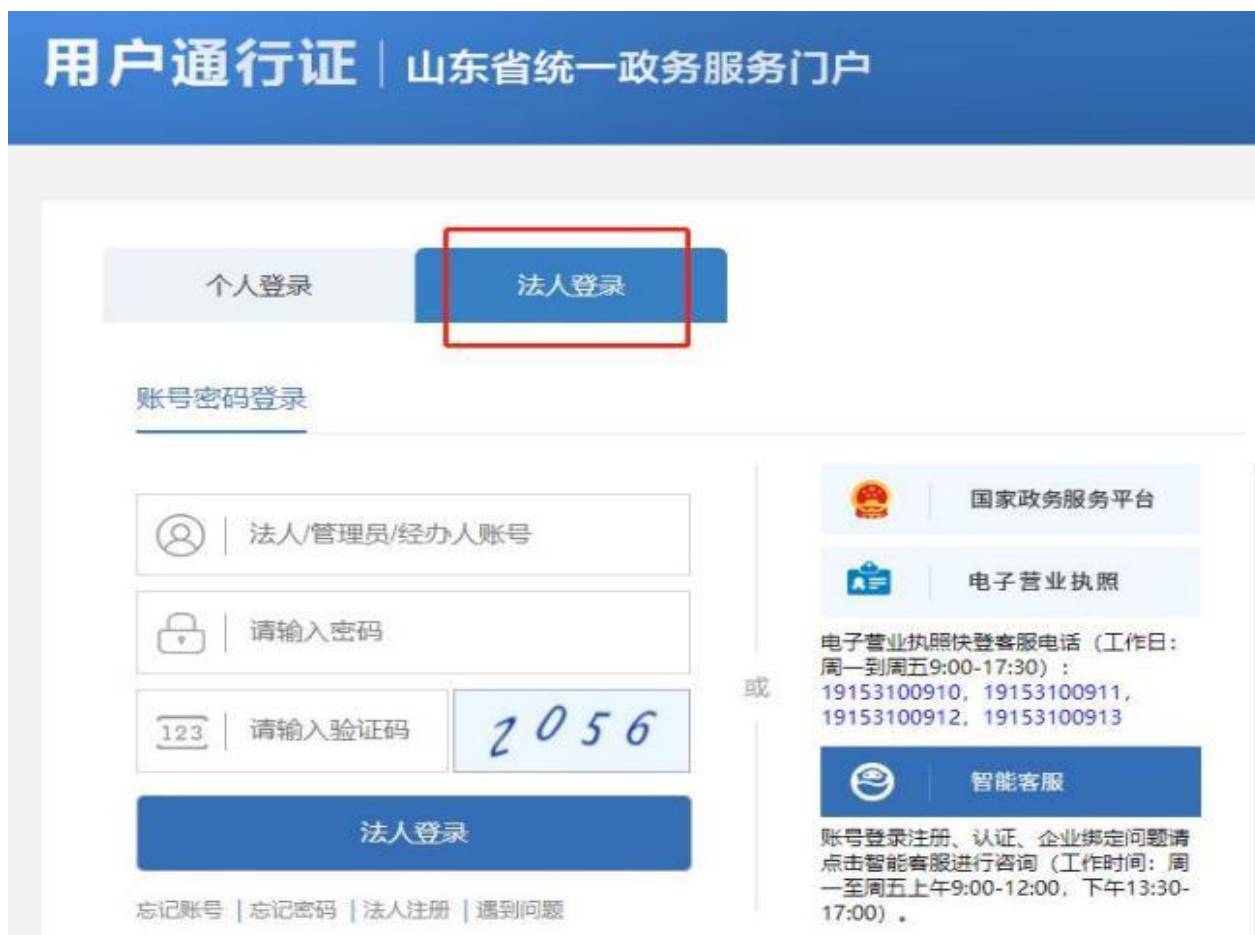 用户通行证 山东省统一政务服务门户
个人登录 法人登录
账号密码登录
法人/管理员/经办人账号
请输入密码
123 请输入验证码 2056
法人登录
忘记账号 忘记密码 法人注册 遇到问题
或
国家政务服务平台
电子营业执照
电子营业执照快登客服电话（工作日：
周一到周五9:00-17:30）：
19153100910，19153100911，
19153100912，19153100913
智能客服
账号登录注册、认证、企业绑定问题请
点击智能客服进行咨询（工作时间：周
一至周五上午9:00-12:00，下午13:30-
17:00）。